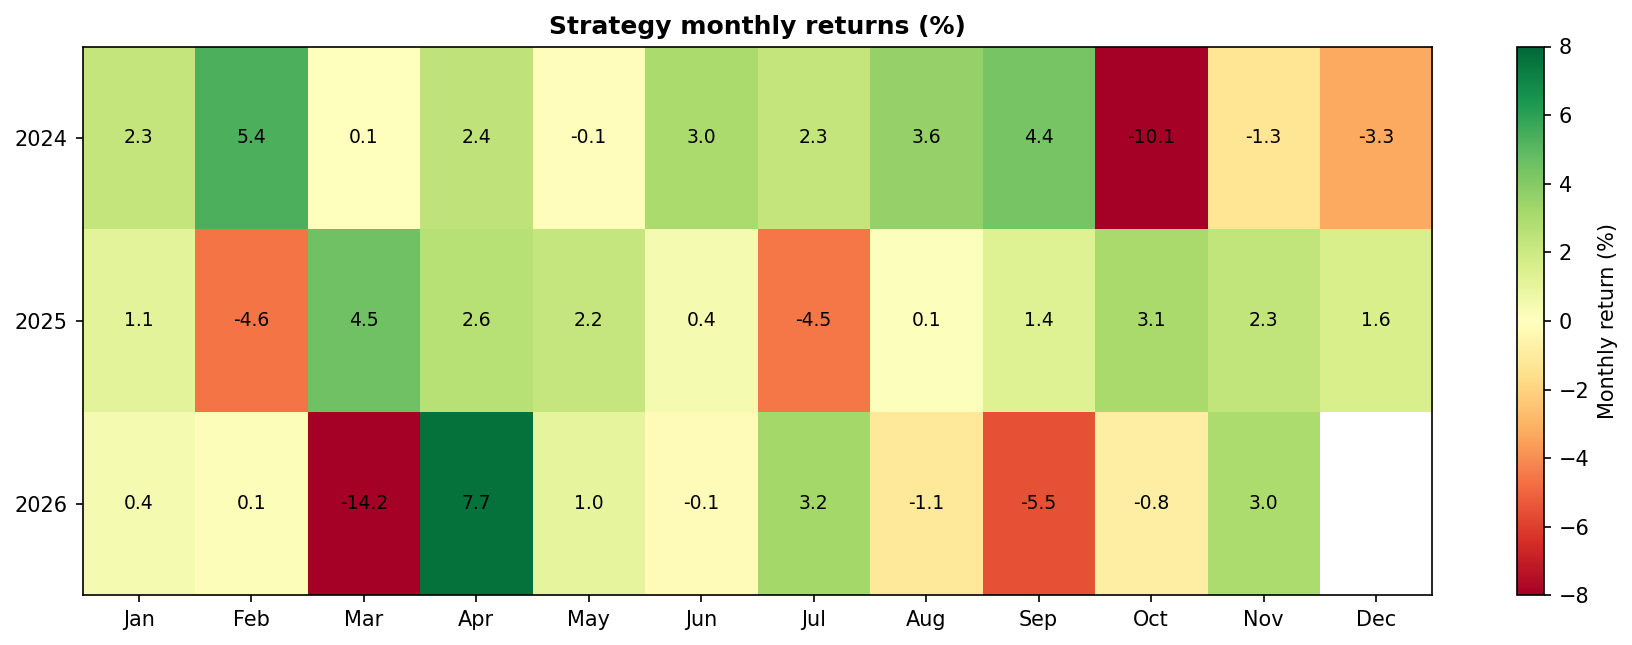 Strategy monthly returns (%)
2024 2.3 5.4 0.1 2.4 -0.1 3.0 2.3 3.6 4.4 -10.1 -1.3 -3.3
2025 1.1 -4.6 4.5 2.6 2.2 0.4 -4.5 0.1 1.4 3.1 2.3 1.6
2026 0.4 0.1 -14.2 7.7 1.0 -0.1 3.2 -1.1 -5.5 -0.8 3.0
Jan Feb Mar Apr May Jun Jul Aug Sep Oct Nov Dec
8
6
4
2
0
−2
−4
−6
−8
Monthly return (%)